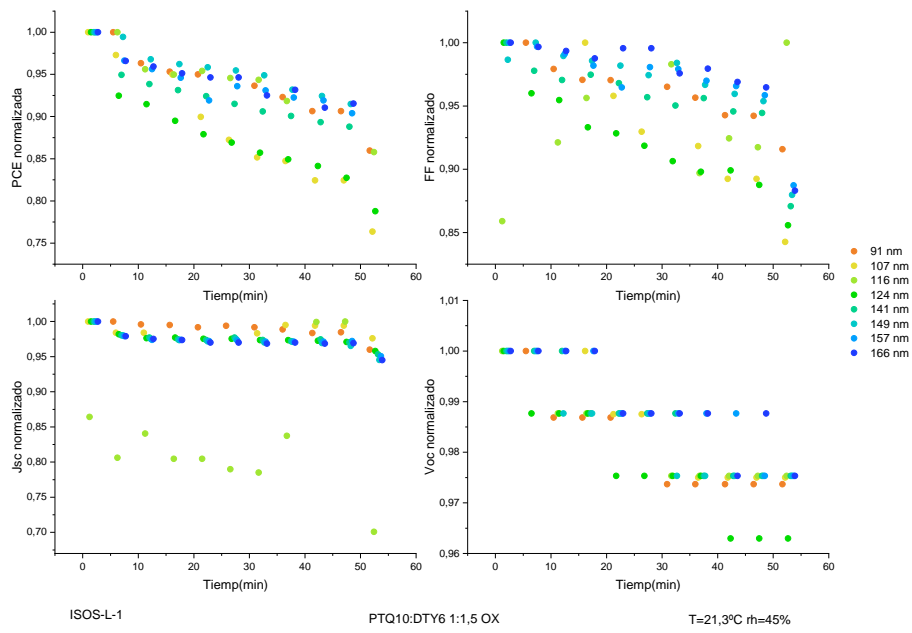 1,00
0,95
0,90
0,85
0,80
0,75
PCE normalizada
0 10 20 30 40 50 60
Tiemp(min)
1,00
0,95
0,90
0,85
FF normalizado
0 10 20 30 40 50 60
Tiemp(min)
91 nm
107 nm
116 nm
124 nm
141 nm
149 nm
157 nm
166 nm
1,00
0,95
0,90
0,85
0,80
0,75
0,70
Jsc normalizado
0 10 20 30 40 50 60
Tiemp(min)
1,01
1,00
0,99
0,98
0,97
0,96
Voc normalizado
0 10 20 30 40 50 60
Tiemp(min)
ISOS-L-1
PTQ10:DTY6 1:1,5 OX
T=21,3ºC rh=45%